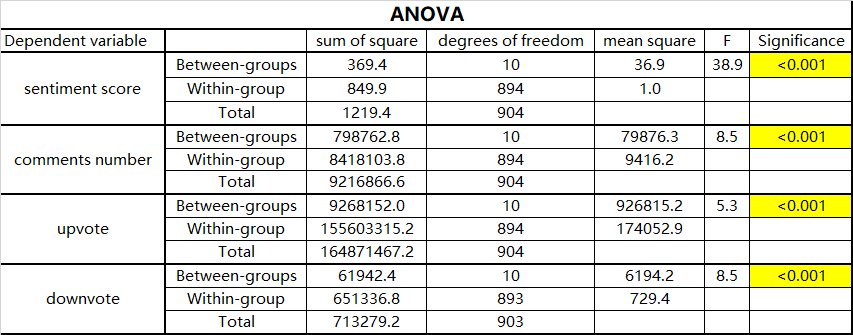 ANOVA
Dependent variable sum of square degrees of freedom mean square F Significance
sentiment score Between-groups 369.4 10 36.9 38.9 <0.001
Within-group 849.9 894 1.0
Total 1219.4 904
comments number Between-groups 798762.8 10 79876.3 8.5 <0.001
Within-group 8418103.8 894 9416.2
Total 9216866.6 904
upvote Between-groups 9268152.0 10 926815.2 5.3 <0.001
Within-group 155603315.2 894 174052.9
Total 164871467.2 904
downvote Between-groups 61942.4 10 6194.2 8.5 <0.001
Within-group 651336.8 893 729.4
Total 713279.2 903